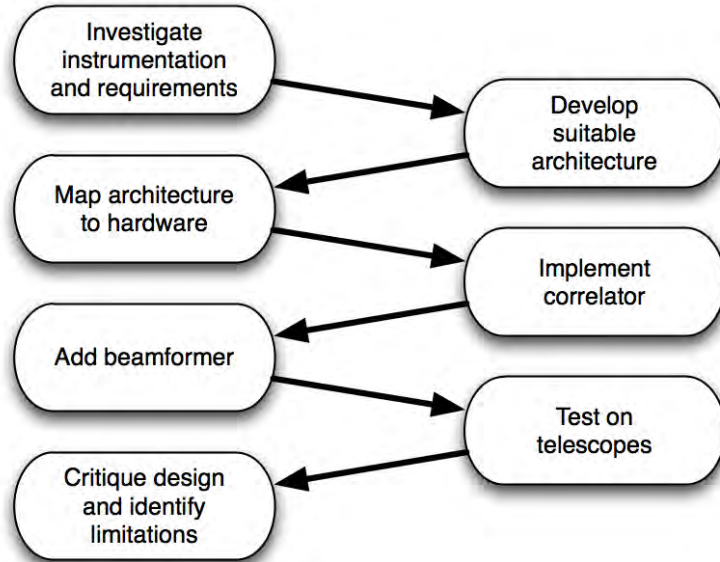 Investigate
instrumentation
and requirements
Develop
suitable
architecture
Map architecture
to hardware
Implement
correlator
Add beamformer
Test on
telescopes
Critique design
and identify
limitations